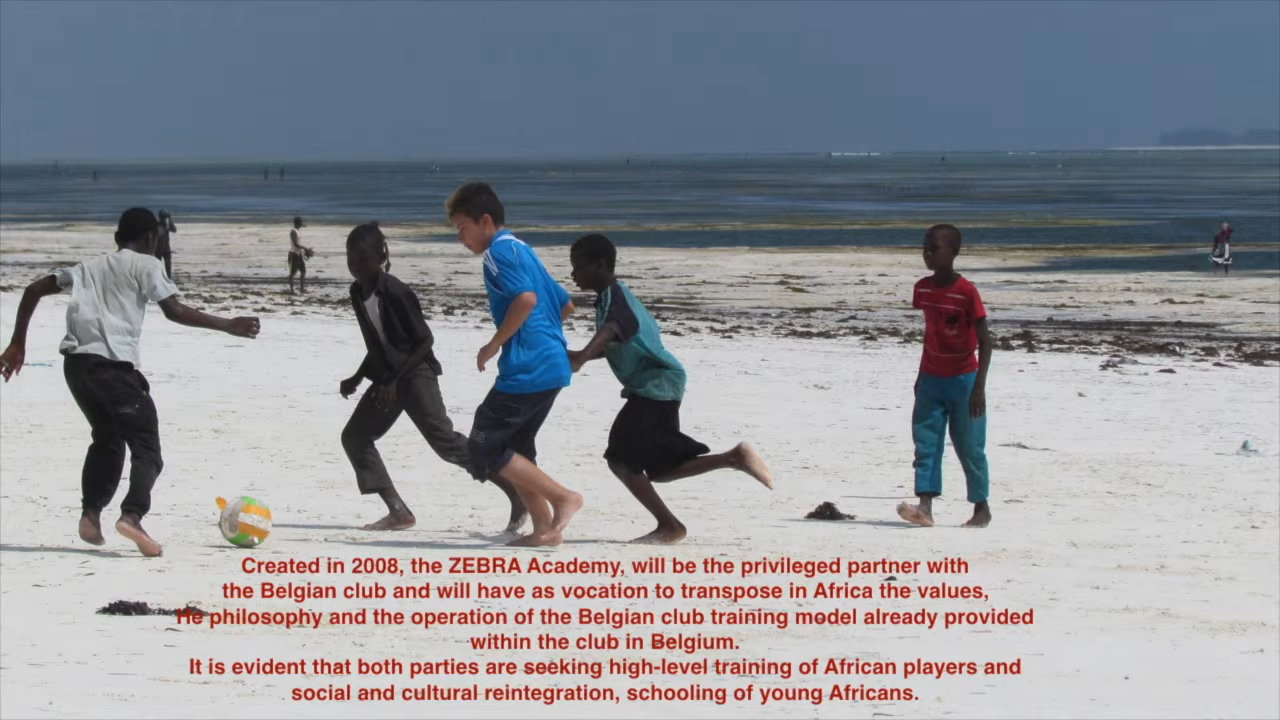 Created in 2008, the ZEBRA Academy, will be the privileged partner with
the Belgian club and will have as vocation to transpose in Africa the values,
He philosophy and the operation of the Belgian club training model already provided
within the club in Belgium.
It is evident that both parties are seeking high-level training of African players and
social and cultural reintegration, schooling of young Africans.